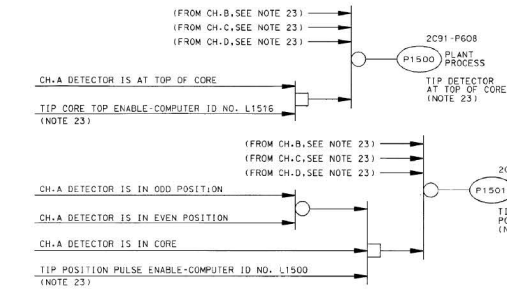 (FROM CH.B,SEE NOTE 23)
(FROM CH.C,SEE NOTE 23)
(FROM CH.D,SEE NOTE 23)
2C91-P608
P1500
PLANT
PROCESS
TIP DETECTOR
AT TOP OF CORE
(NOTE 23)
CH.A DETECTOR IS AT TOP OF CORE
TIP CORE TOP ENABLE-COMPUTER ID NO. L1516
(NOTE 23)
(FROM CH.B,SEE NOTE 23)
(FROM CH.C,SEE NOTE 23)
(FROM CH.D,SEE NOTE 23)
2C
P1501
TI
PO
(N
CH.A DETECTOR IS IN ODD POSITION
CH.A DETECTOR IS IN EVEN POSITION
CH.A DETECTOR IS IN CORE
TIP POSITION PULSE ENABLE-COMPUTER ID NO. L1500
(NOTE 23)